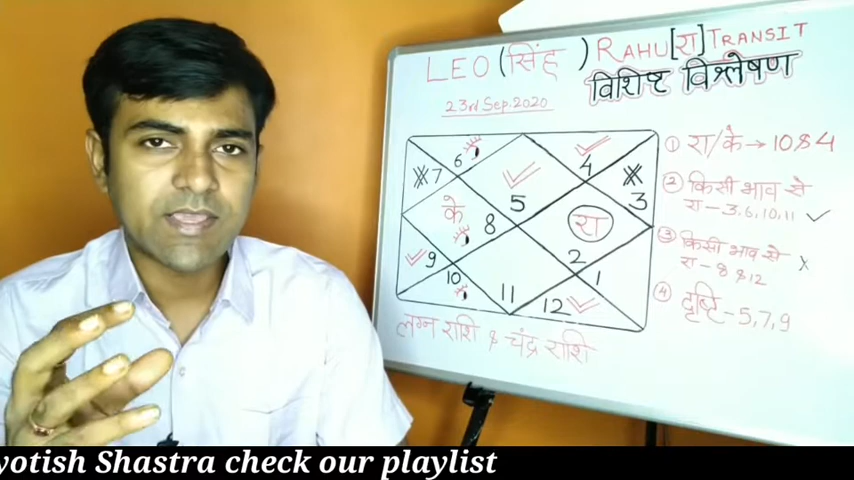 LEO (सिंह) RAHU[रा] TRANSIT
विशिष्ट विश्लेषण
23rd Sep. 2020
6
4
7
5
3
के
8
रा
2
9
10
11
12
1
लग्न राशि & चंद्र राशि
① रा/के → 10 & 4
② किसी भाव से
रा - 3,6,10,11 ✓
③ किसी भाव से
रा - 8 & 12 X
④ दृष्टि - 5,7,9
yotish Shastra check our playlist